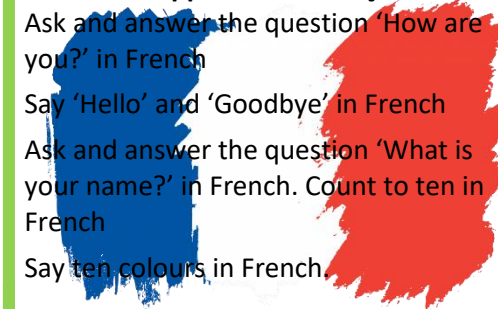 Ask and answer the question ‘How are
you?’ in French
Say ‘Hello’ and ‘Goodbye’ in French
Ask and answer the question ‘What is
your name?’ in French. Count to ten in
French
Say ten colours in French.